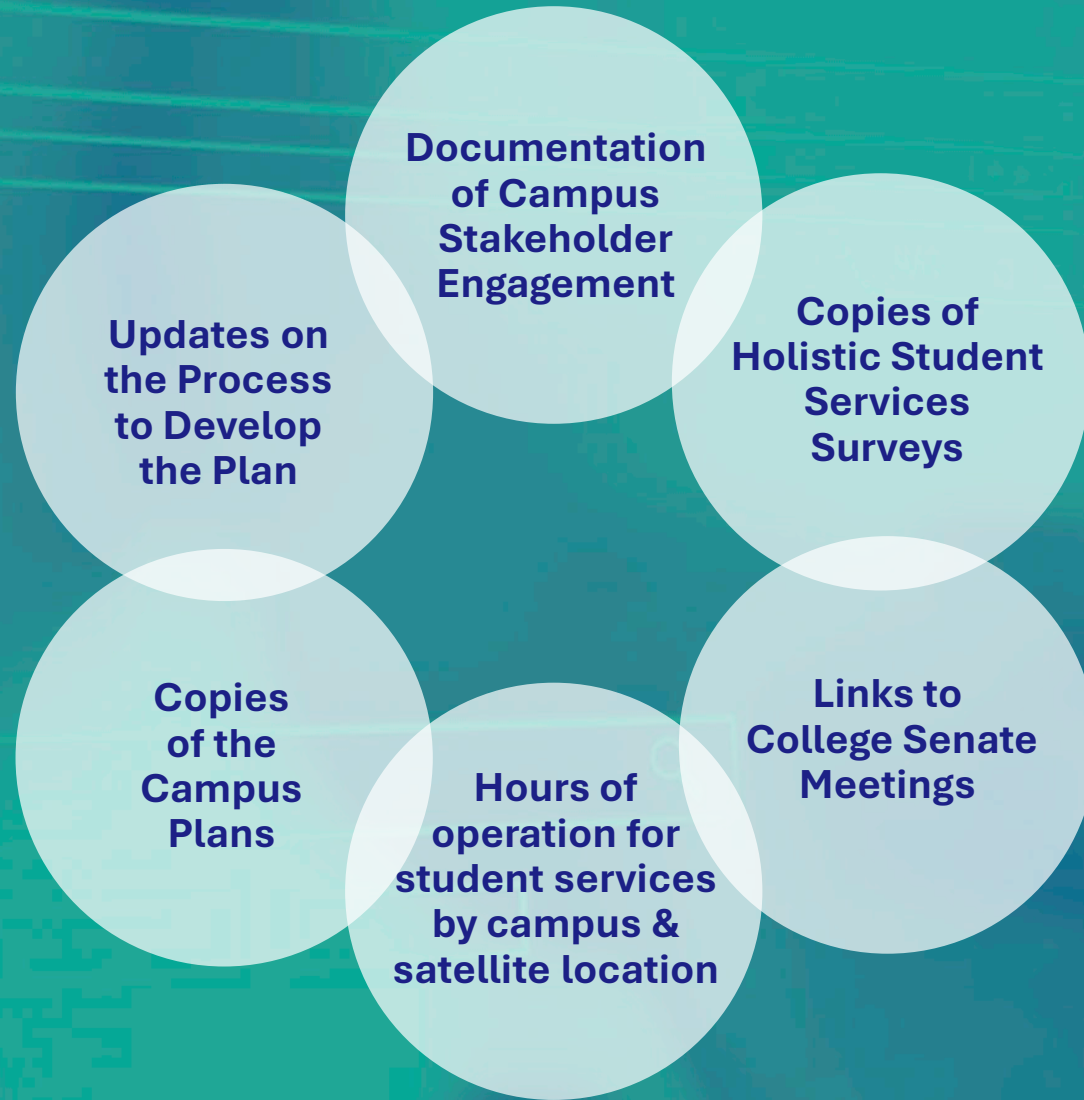 Documentation
of Campus
Stakeholder
Engagement
Copies of
Holistic Student
Services
Surveys
Links to
College Senate
Meetings
Hours of
operation for
student services
by campus &
satellite location
Copies
of the
Campus
Plans
Updates on
the Process
to Develop
the Plan